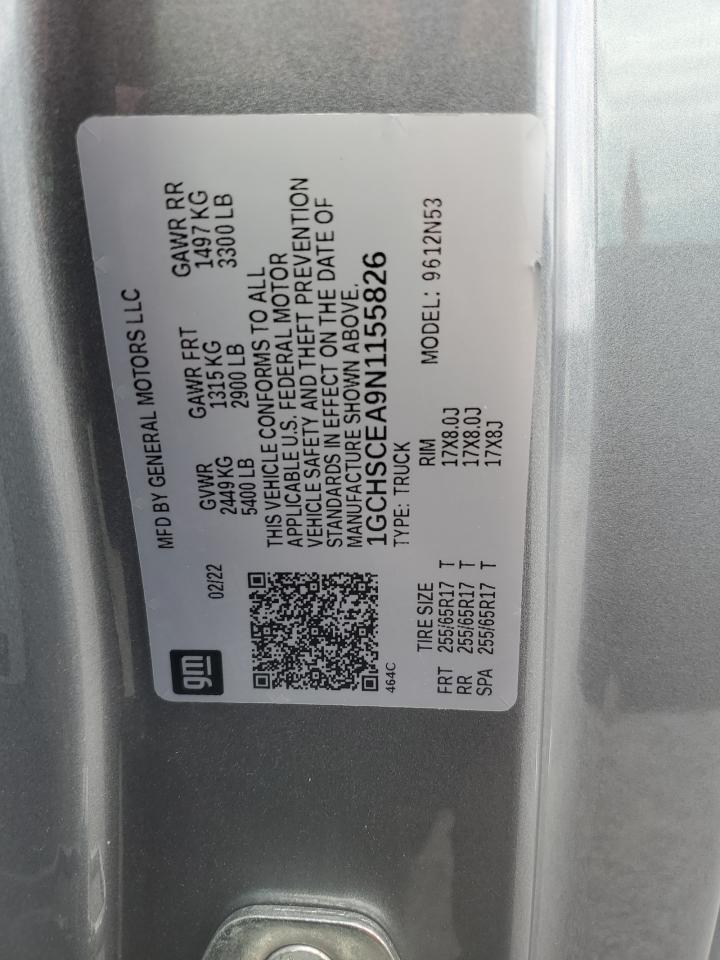 gm
MFD BY GENERAL MOTORS LLC
02/22
GVWR GAWR FRT GAWR RR
2449 KG 1315 KG 1497 KG
5400 LB 2900 LB 3300 LB
THIS VEHICLE CONFORMS TO ALL
APPLICABLE U.S. FEDERAL MOTOR
VEHICLE SAFETY AND THEFT PREVENTION
STANDARDS IN EFFECT ON THE DATE OF
MANUFACTURE SHOWN ABOVE.
1GCHSCEA9N1155826
464C
TYPE: TRUCK MODEL: 9612N53
TIRE SIZE RIM
FRT 255/65R17 T 17X8.0J
RR 255/65R17 T 17X8.0J
SPA 255/65R17 T 17X8J